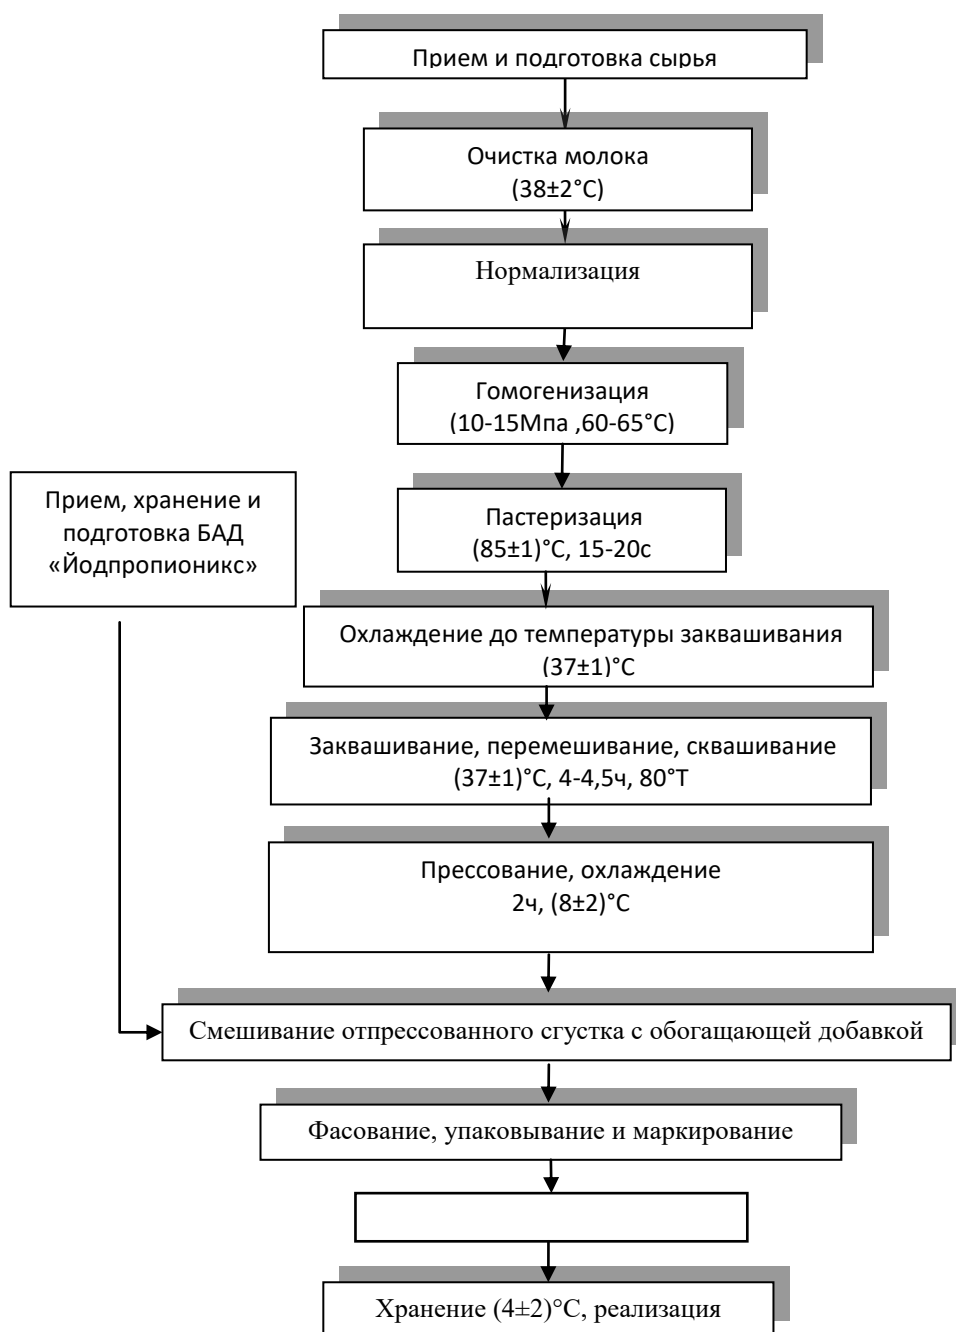 Прием и подготовка сырья
Очистка молока
(38±2°С)
Нормализация
Гомогенизация
(10-15Мпа ,60-65°С)
Прием, хранение и
подготовка БАД
«Йодпропионикс»
Пастеризация
(85±1)°С, 15-20с
Охлаждение до температуры заквашивания
(37±1)°С
Заквашивание, перемешивание, сквашивание
(37±1)°С, 4-4,5ч, 80°Т
Прессование, охлаждение
2ч, (8±2)°С
Смешивание отпрессованного сгустка с обогащающей добавкой
Фасование, упаковывание и маркирование
Хранение (4±2)°С, реализация